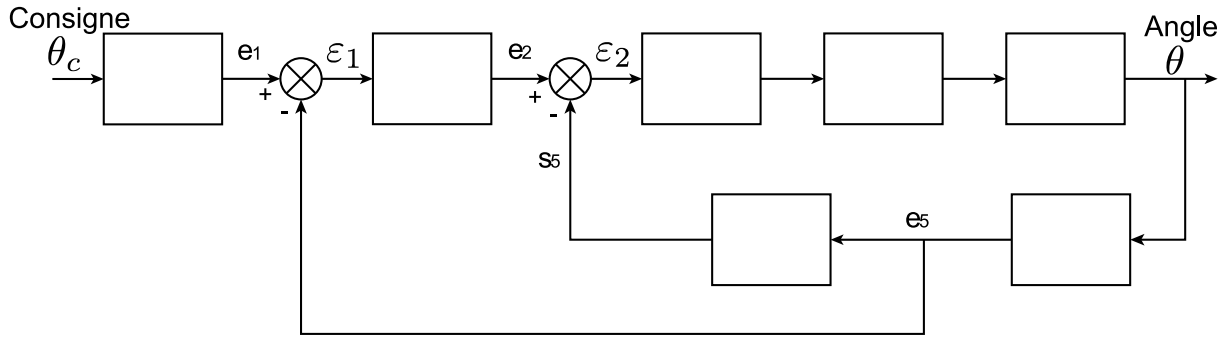 Consigne
θc
e1
ε1
e2
ε2
Angle
θ
+
-
+
-
s5
e5